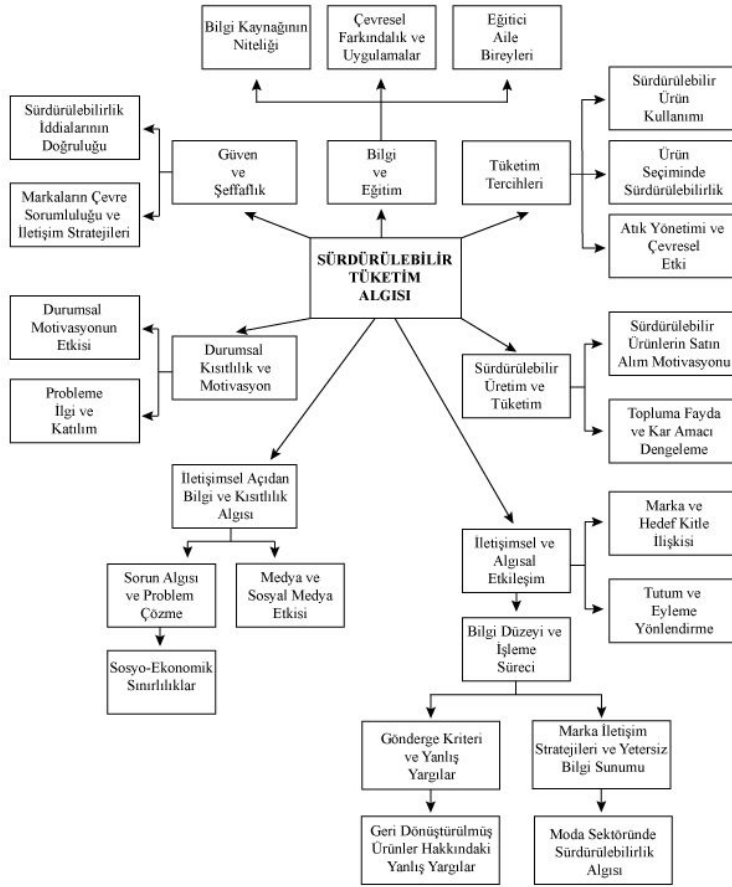 Bilgi Kaynağının
Niteliği
Çevresel
Farkındalık ve
Uygulamalar
Eğitici
Aile
Bireyleri
Sürdürülebilirlik
İddialarının
Doğruluğu
Güven
ve
Şeffaflık
Bilgi
ve
Eğitim
Tüketim
Tercihleri
Sürdürülebilir
Ürün
Kullanımı
Ürün
Seçiminde
Sürdürülebilirlik
Markaların Çevre
Sorumluluğu ve
İletişim Stratejileri
Atık Yönetimi ve
Çevresel
Etki
SÜRDÜRÜLEBİLİR
TÜKETİM
ALGISI
Durumsal
Motivasyonun
Etkisi
Durumsal
Kısıtlılık ve
Motivasyon
Probleme
İlgi ve
Katılım
Sürdürülebilir
Üretim ve
Tüketim
Sürdürülebilir
Ürünlerin Satın
Alım Motivasyonu
Topluma Fayda
ve Kar Amacı
Dengeleme
İletişimsel Açıdan
Bilgi ve Kısıtlılık
Algısı
Sorun Algısı
ve Problem
Çözme
Medya ve
Sosyal Medya
Etkisi
Sosyo-Ekonomik
Sınırlılıklar
İletişimsel ve
Algısal
Etkileşim
Marka ve
Hedef Kitle
İlişkisi
Tutum ve
Eyleme
Yönlendirme
Bilgi Düzeyi ve
İşleme
Süreci
Gönderge Kriteri
ve Yanlış
Yargılar
Marka İletişim
Stratejileri ve Yetersiz
Bilgi Sunumu
Geri Dönüştürülmüş
Ürünler Hakkındaki
Yanlış Yargılar
Moda Sektöründe
Sürdürülebilirlik
Algısı